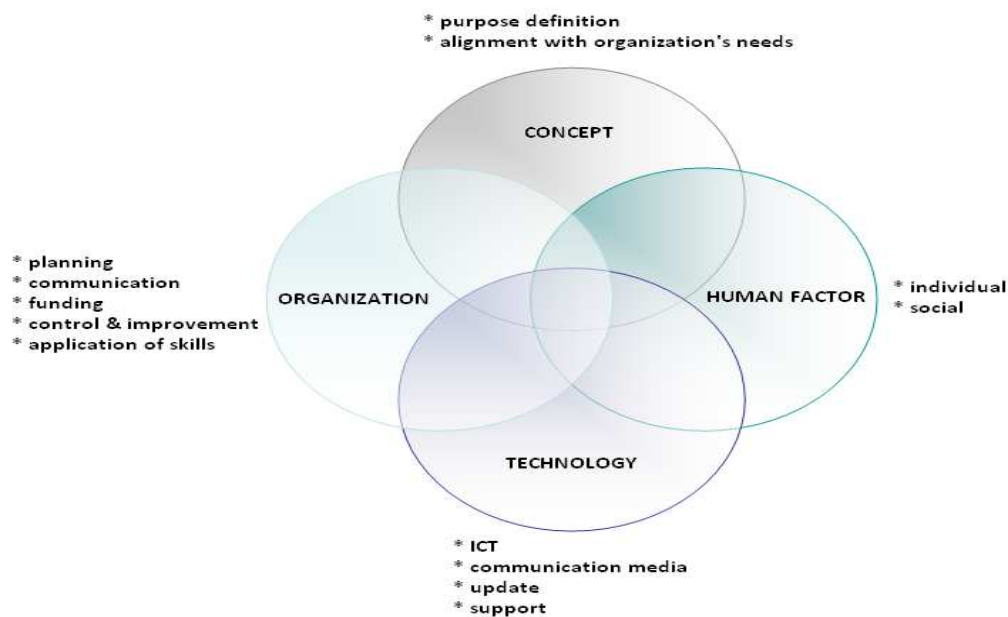 * purpose definition
* alignment with organization's needs
CONCEPT
* planning
* communication
* funding
* control & improvement
* application of skills
ORGANIZATION
HUMAN FACTOR
* individual
* social
TECHNOLOGY
* ICT
* communication media
* update
* support